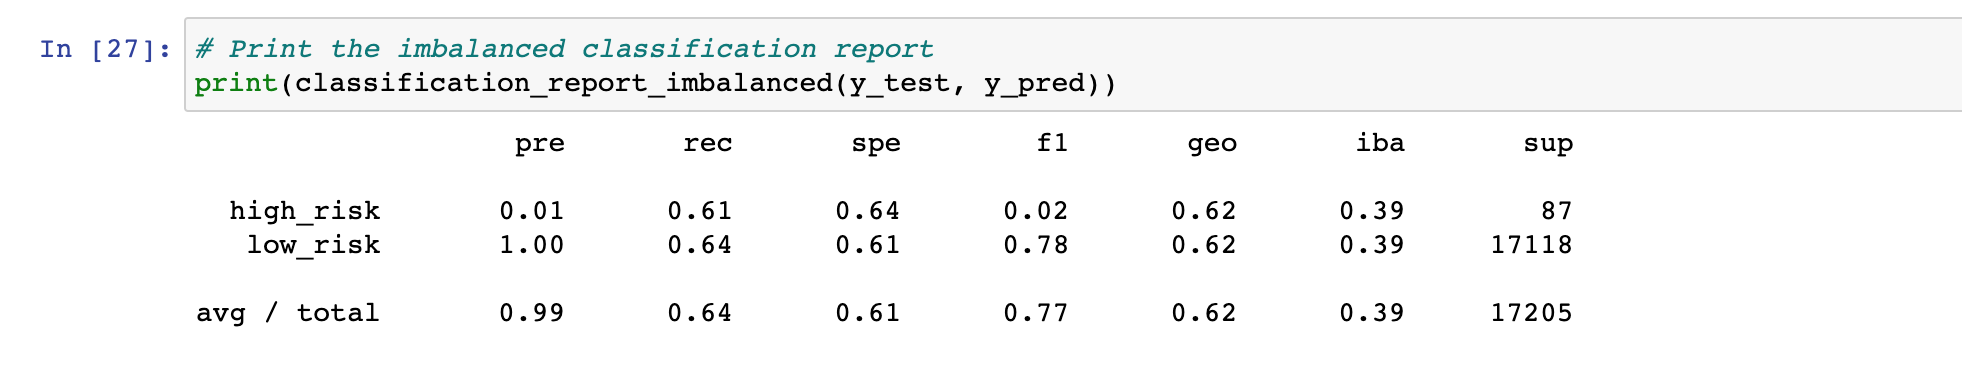 In [27]: # Print the imbalanced classification report
print(classification_report_imbalanced(y_test, y_pred))
pre rec spe f1 geo iba sup
high_risk 0.01 0.61 0.64 0.02 0.62 0.39 87
low_risk 1.00 0.64 0.61 0.78 0.62 0.39 17118
avg / total 0.99 0.64 0.61 0.77 0.62 0.39 17205